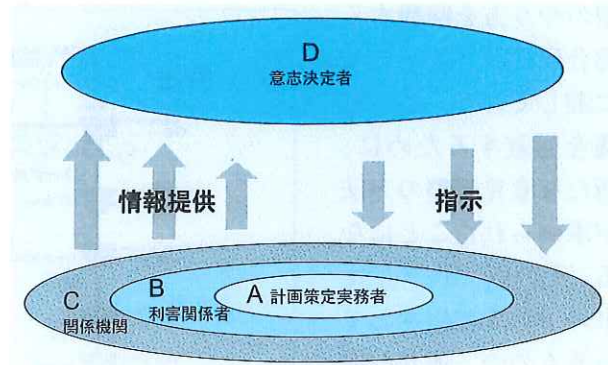 D
意志決定者
情報提供
指示
A 計画策定実務者
B
利害関係者
C
関係機関